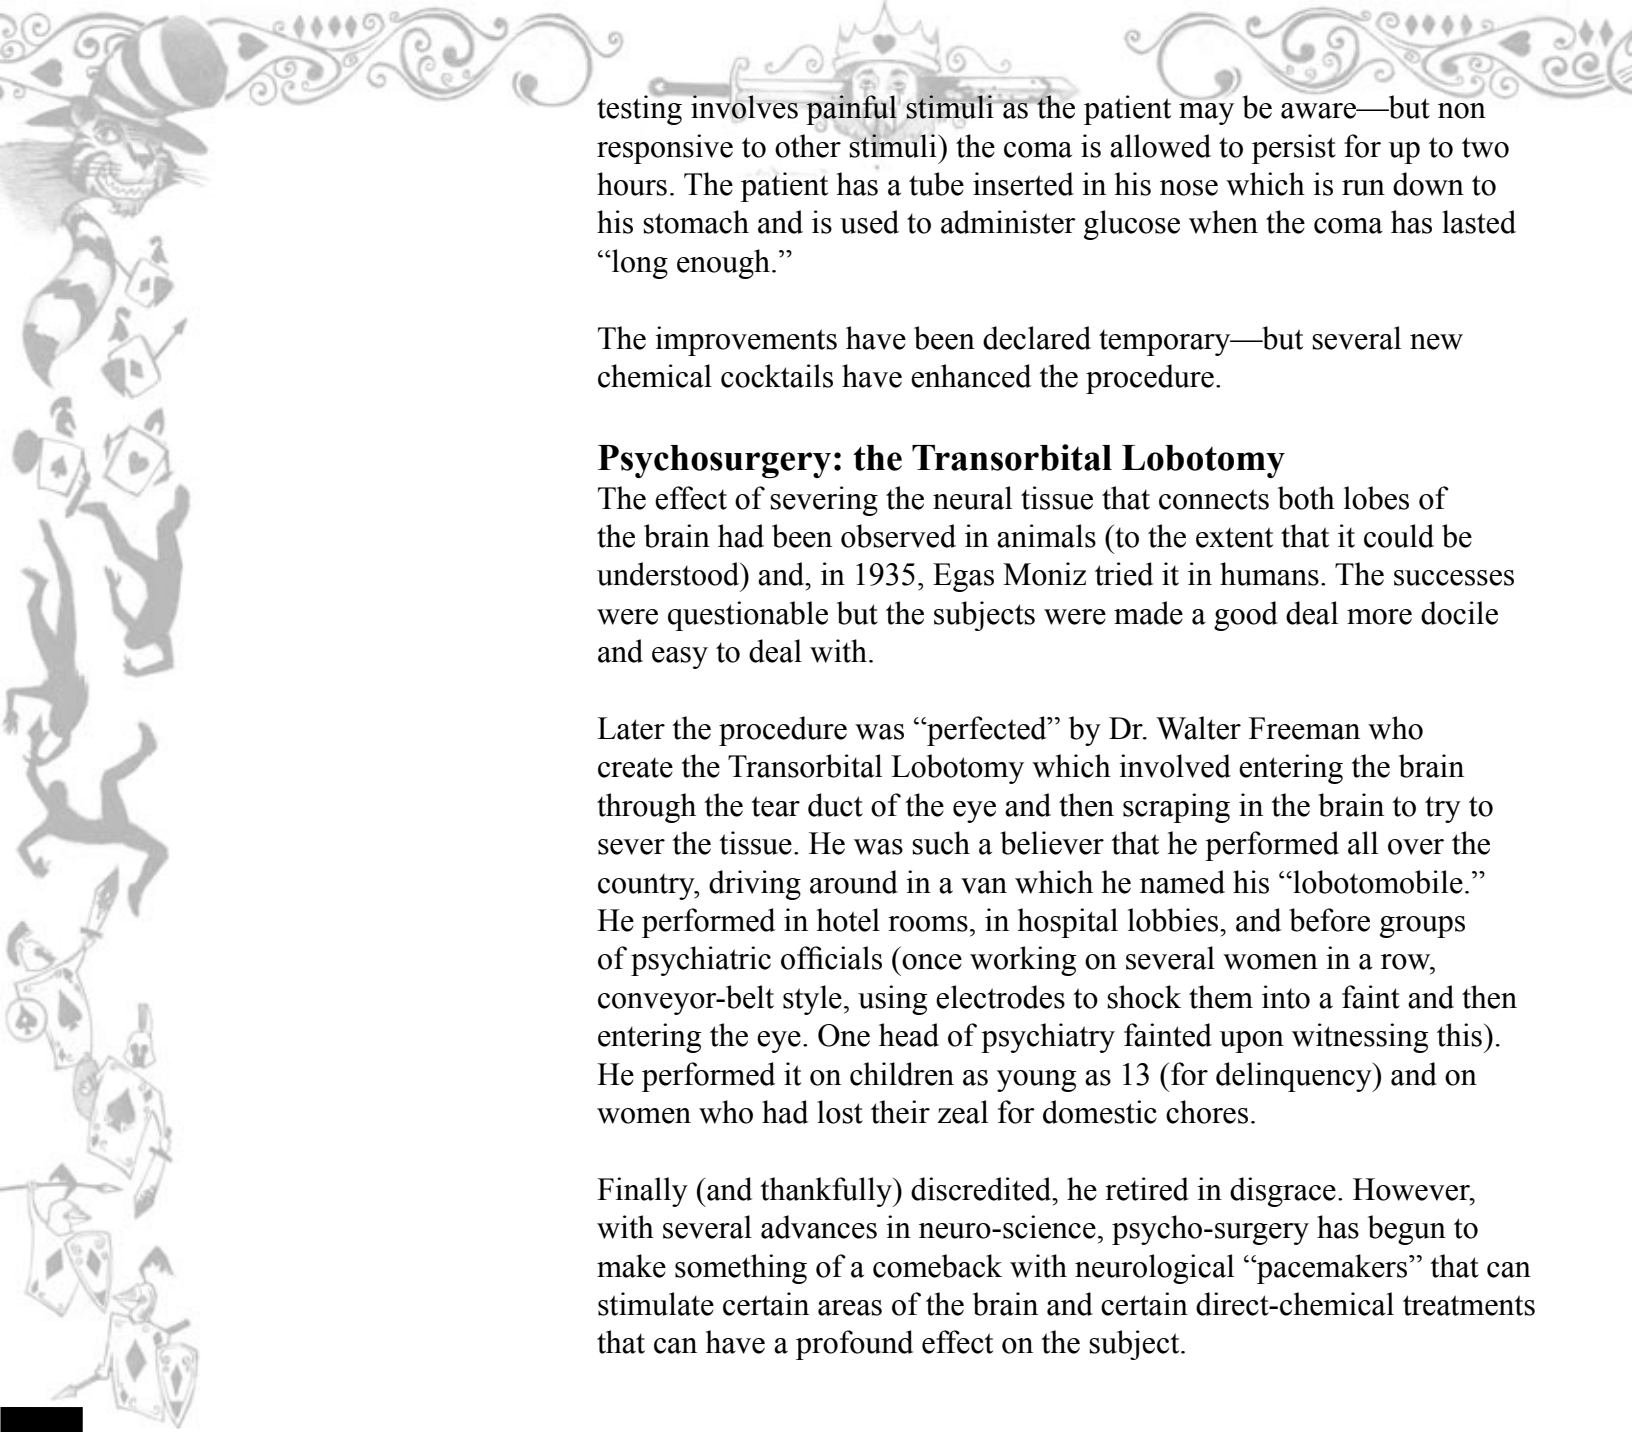 testing involves painful stimuli as the patient may be aware—but non
responsive to other stimuli) the coma is allowed to persist for up to two
hours. The patient has a tube inserted in his nose which is run down to
his stomach and is used to administer glucose when the coma has lasted
“long enough.”
The improvements have been declared temporary—but several new
chemical cocktails have enhanced the procedure.
Psychosurgery: the Transorbital Lobotomy
The effect of severing the neural tissue that connects both lobes of
the brain had been observed in animals (to the extent that it could be
understood) and, in 1935, Egas Moniz tried it in humans. The successes
were questionable but the subjects were made a good deal more docile
and easy to deal with.
Later the procedure was “perfected” by Dr. Walter Freeman who
create the Transorbital Lobotomy which involved entering the brain
through the tear duct of the eye and then scraping in the brain to try to
sever the tissue. He was such a believer that he performed all over the
country, driving around in a van which he named his “lobotomobile.”
He performed in hotel rooms, in hospital lobbies, and before groups
of psychiatric officials (once working on several women in a row,
conveyor-belt style, using electrodes to shock them into a faint and then
entering the eye. One head of psychiatry fainted upon witnessing this).
He performed it on children as young as 13 (for delinquency) and on
women who had lost their zeal for domestic chores.
Finally (and thankfully) discredited, he retired in disgrace. However,
with several advances in neuro-science, psycho-surgery has begun to
make something of a comeback with neurological “pacemakers” that can
stimulate certain areas of the brain and certain direct-chemical treatments
that can have a profound effect on the subject.